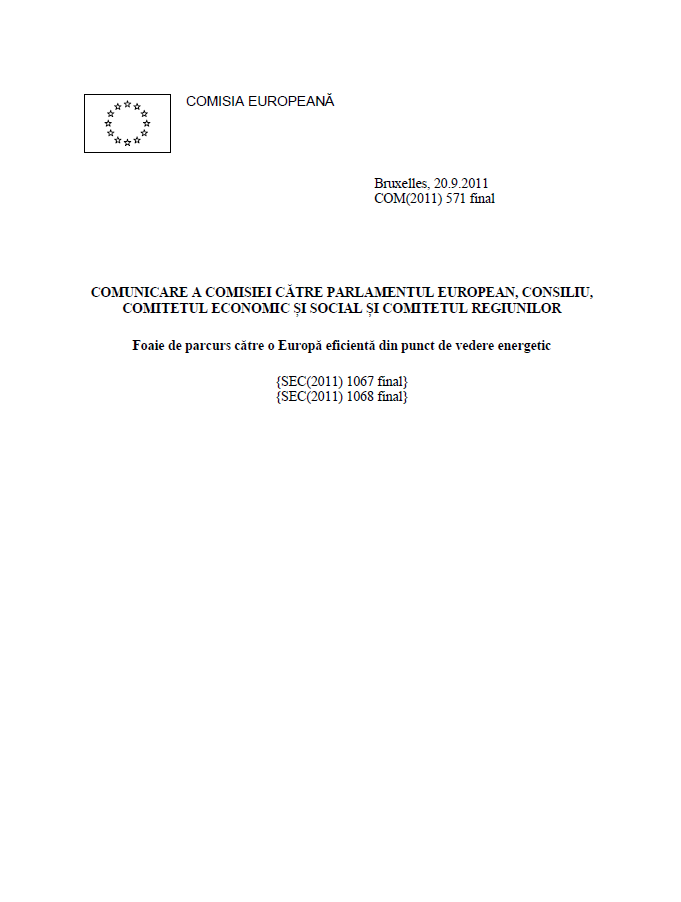 COMISIA EUROPEANĂ
Bruxelles, 20.9.2011
COM(2011) 571 final
COMUNICARE A COMISIEI CĂTRE PARLAMENTUL EUROPEAN, CONSILIU,
COMITETUL ECONOMIC ȘI SOCIAL ȘI COMITETUL REGIUNILOR
Foaie de parcurs către o Europă eficientă din punct de vedere energetic
{SEC(2011) 1067 final}
{SEC(2011) 1068 final}